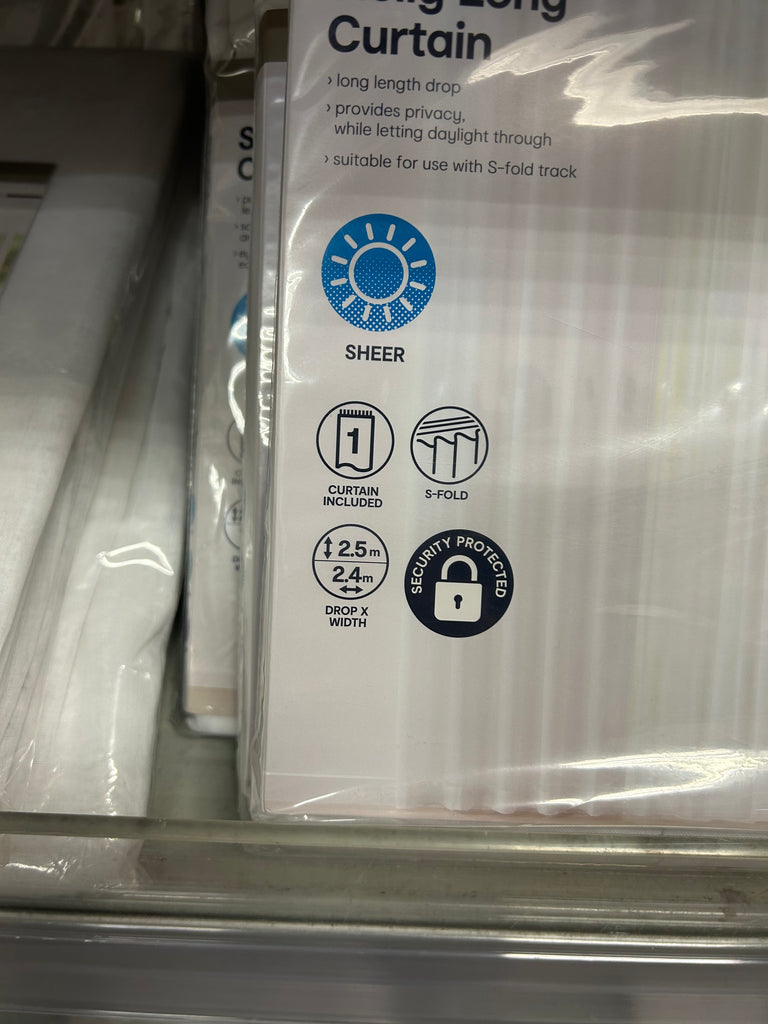 Long
Curtain
› long length drop
› provides privacy,
while letting daylight through
› suitable for use with S-fold track
SHEER
1
CURTAIN
INCLUDED
S-FOLD
2.5m
2.4m
DROP X
WIDTH
SECURITY PROTECTED